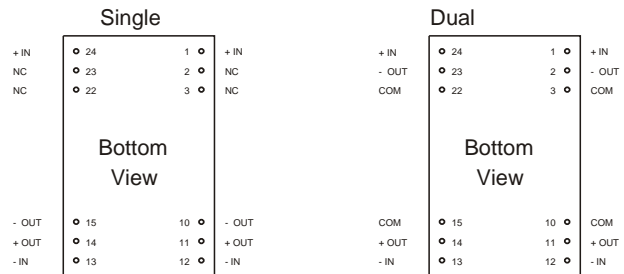 Single
+ IN 24 1 + IN
NC 23 2 NC
NC 22 3 NC
Bottom
View
- OUT 15 10 - OUT
+ OUT 14 11 + OUT
- IN 13 12 - IN
Dual
+ IN 24 1 + IN
- OUT 23 2 - OUT
COM 22 3 COM
Bottom
View
COM 15 10 COM
+ OUT 14 11 + OUT
- IN 13 12 - IN